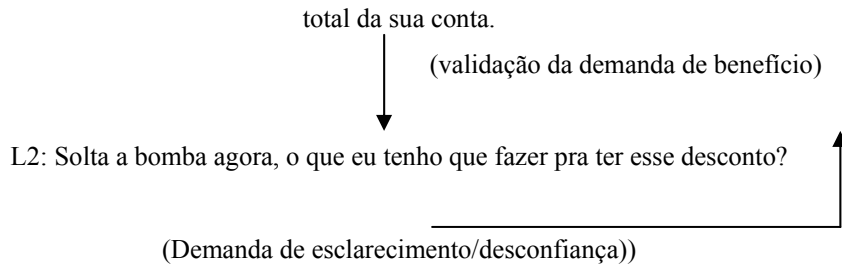 total da sua conta.
(validação da demanda de benefício)
L2: Solta a bomba agora, o que eu tenho que fazer pra ter esse desconto?
(Demanda de esclarecimento/desconfiança))